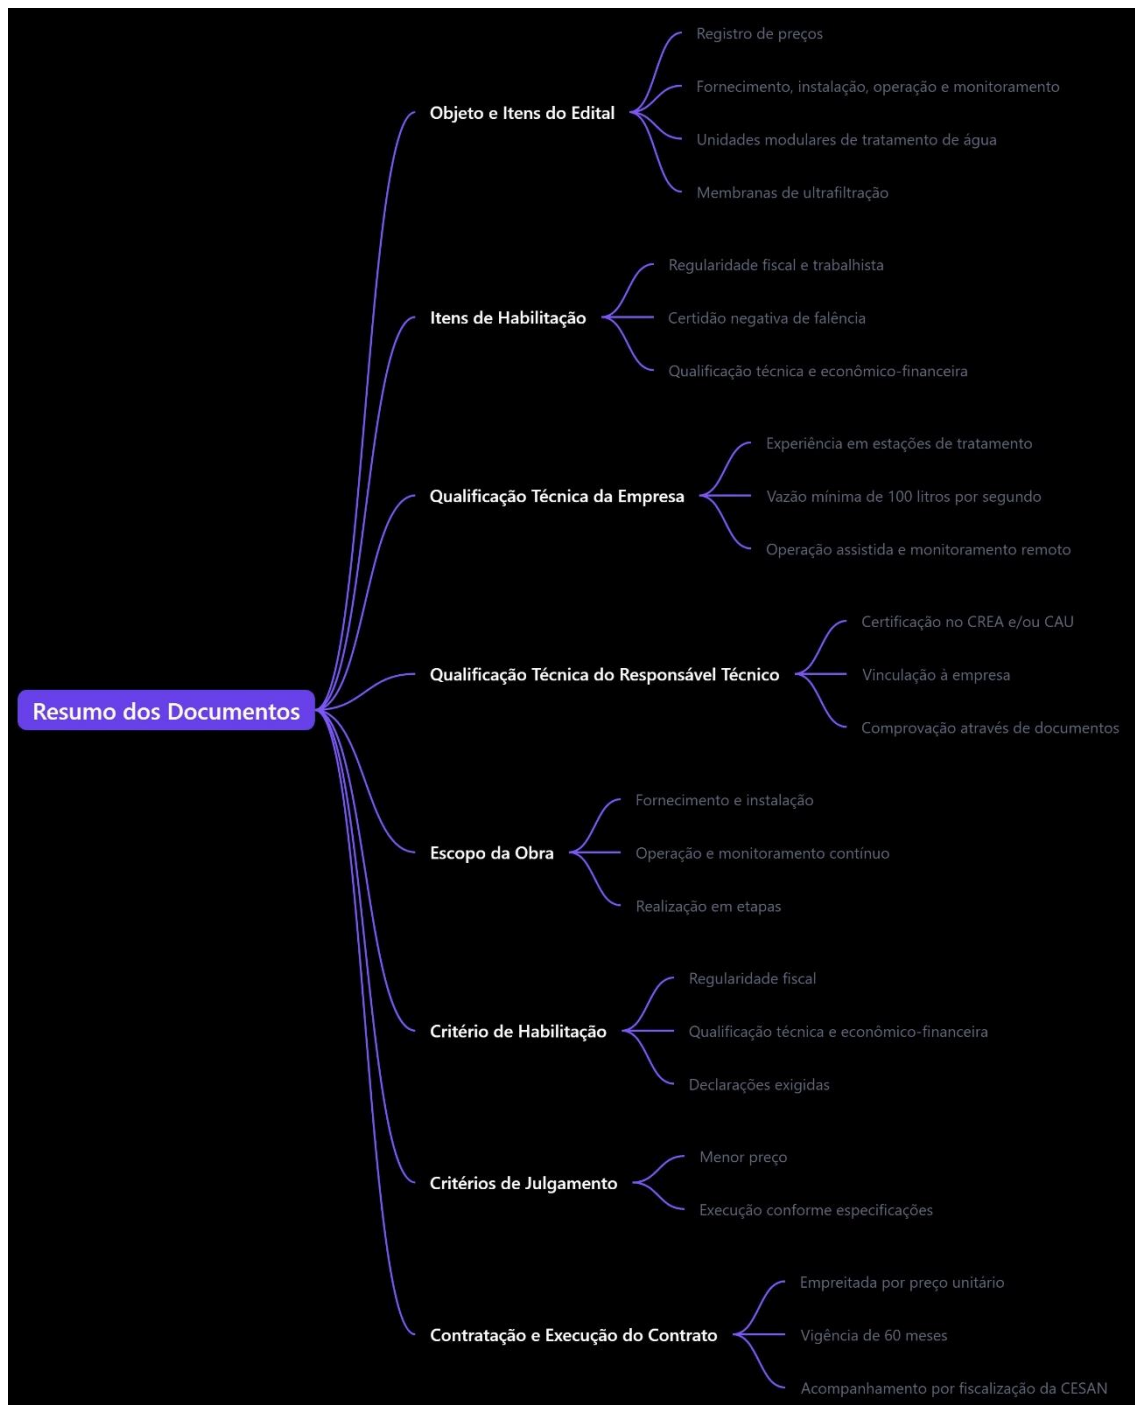 Resumo dos Documentos
Objeto e Itens do Edital
Registro de preços
Fornecimento, instalação, operação e monitoramento
Unidades modulares de tratamento de água
Membranas de ultrafiltração
Itens de Habilitação
Regularidade fiscal e trabalhista
Certidão negativa de falência
Qualificação técnica e econômico-financeira
Qualificação Técnica da Empresa
Experiência em estações de tratamento
Vazão mínima de 100 litros por segundo
Operação assistida e monitoramento remoto
Qualificação Técnica do Responsável Técnico
Certificação no CREA e/ou CAU
Vinculação à empresa
Comprovação através de documentos
Escopo da Obra
Fornecimento e instalação
Operação e monitoramento contínuo
Realização em etapas
Critério de Habilitação
Regularidade fiscal
Qualificação técnica e econômico-financeira
Declarações exigidas
Critérios de Julgamento
Menor preço
Execução conforme especificações
Contratação e Execução do Contrato
Empreitada por preço unitário
Vigência de 60 meses
Acompanhamento por fiscalização da CESAN